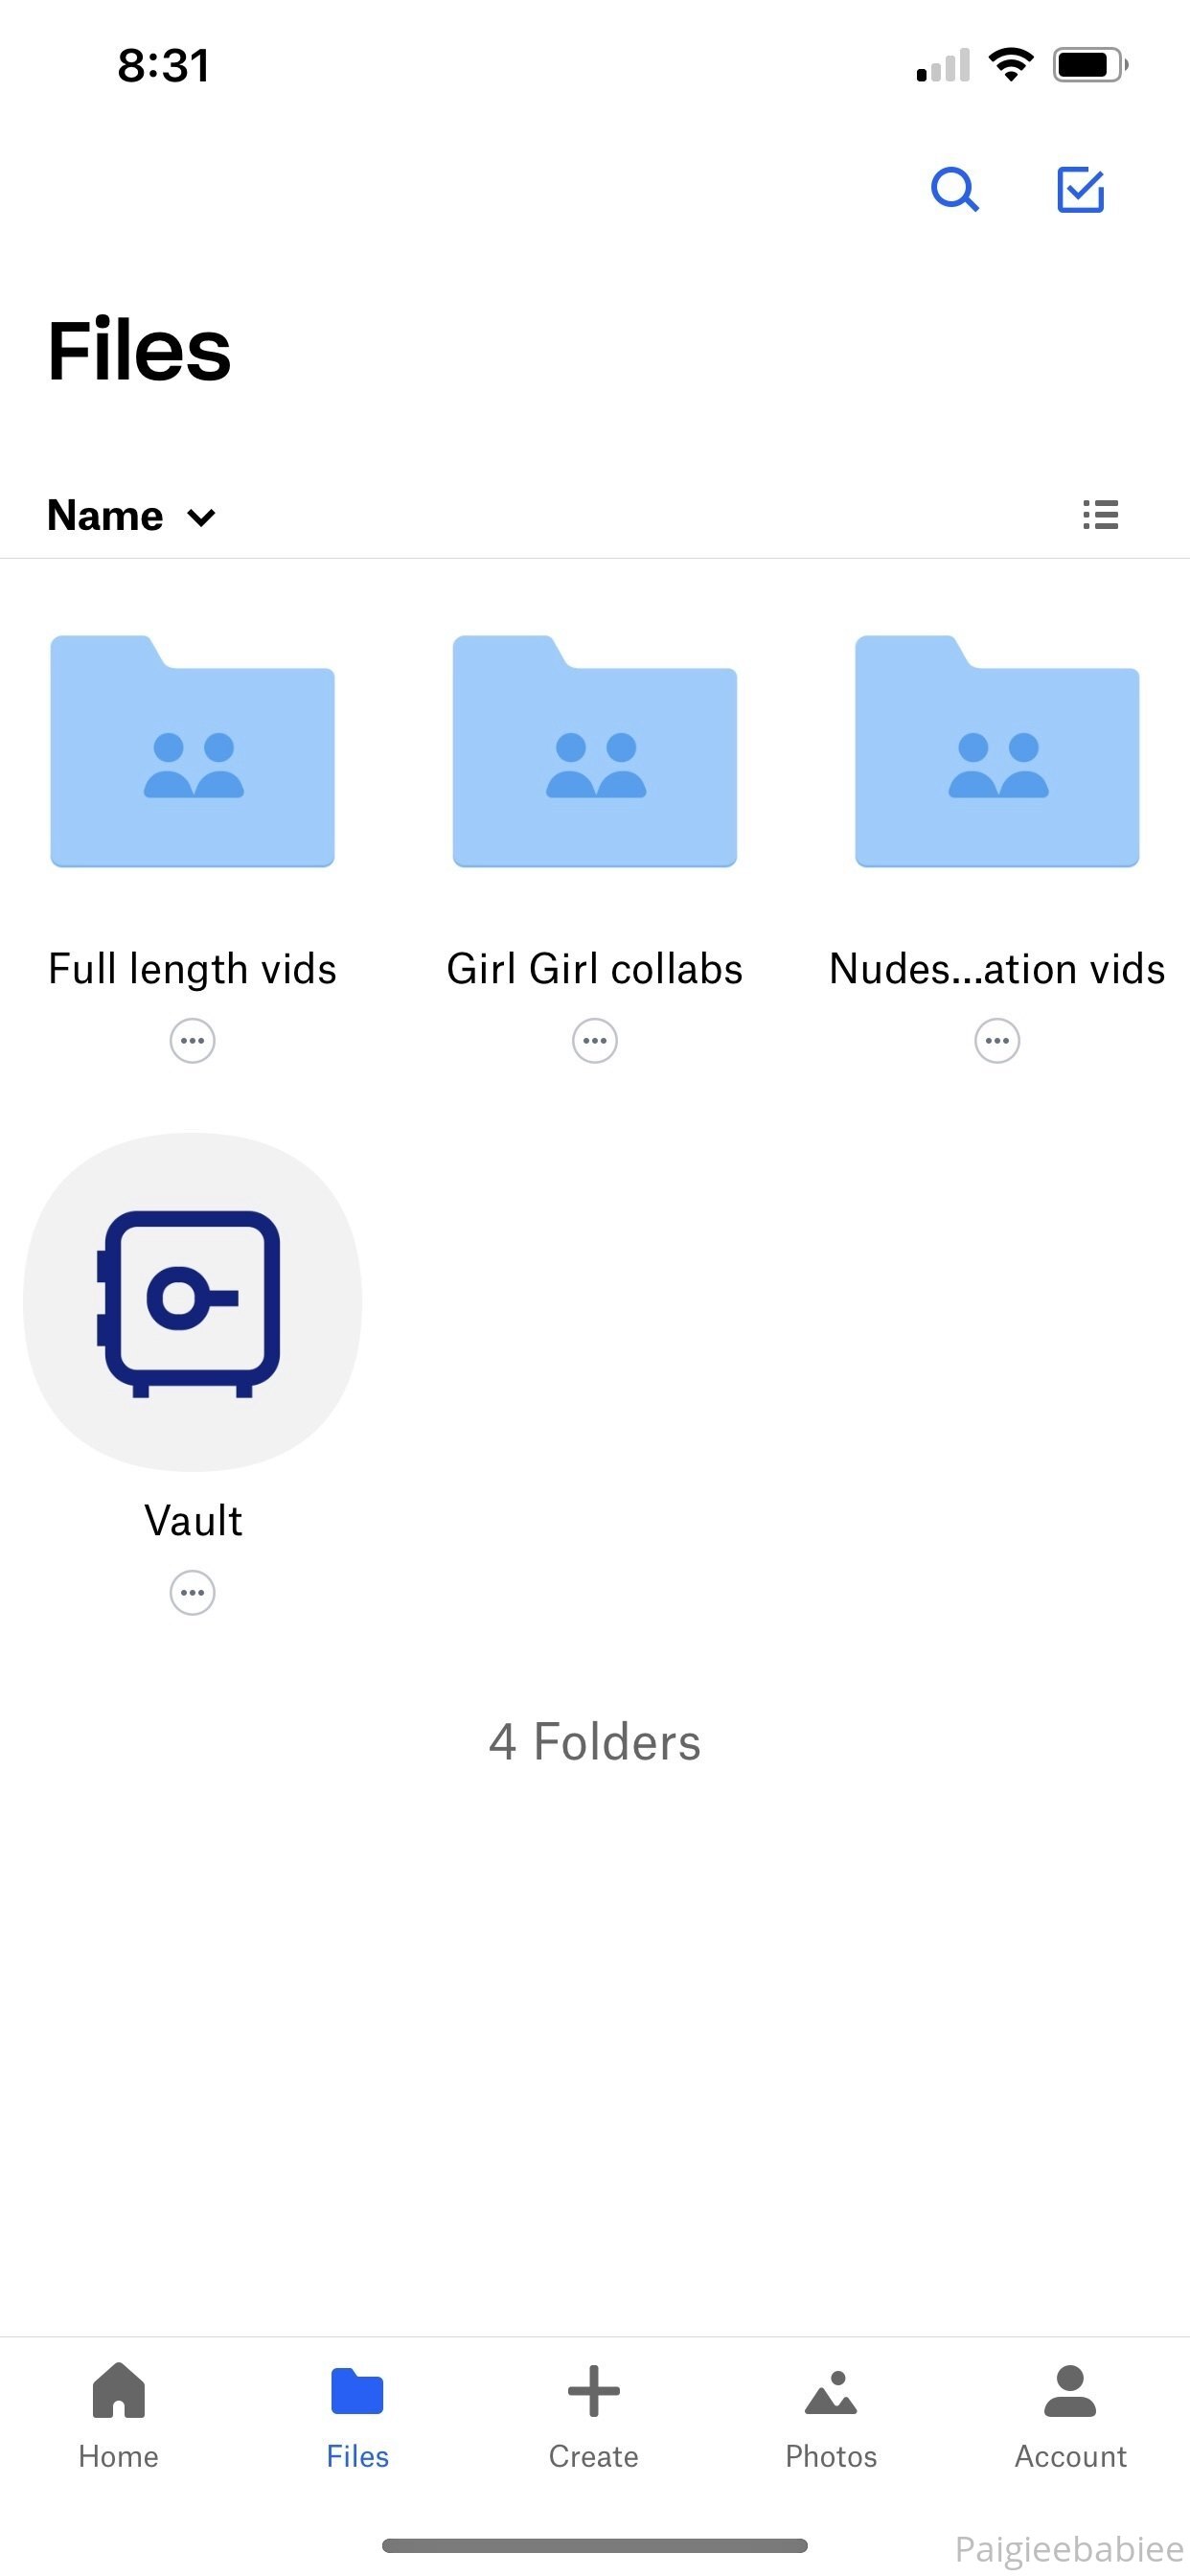 8:31
Files
Name
Full length vids
Girl Girl collabs
Nudes...ation vids
Vault
4 Folders
Home
Files
Create
Photos
Account
Paigieebabiee